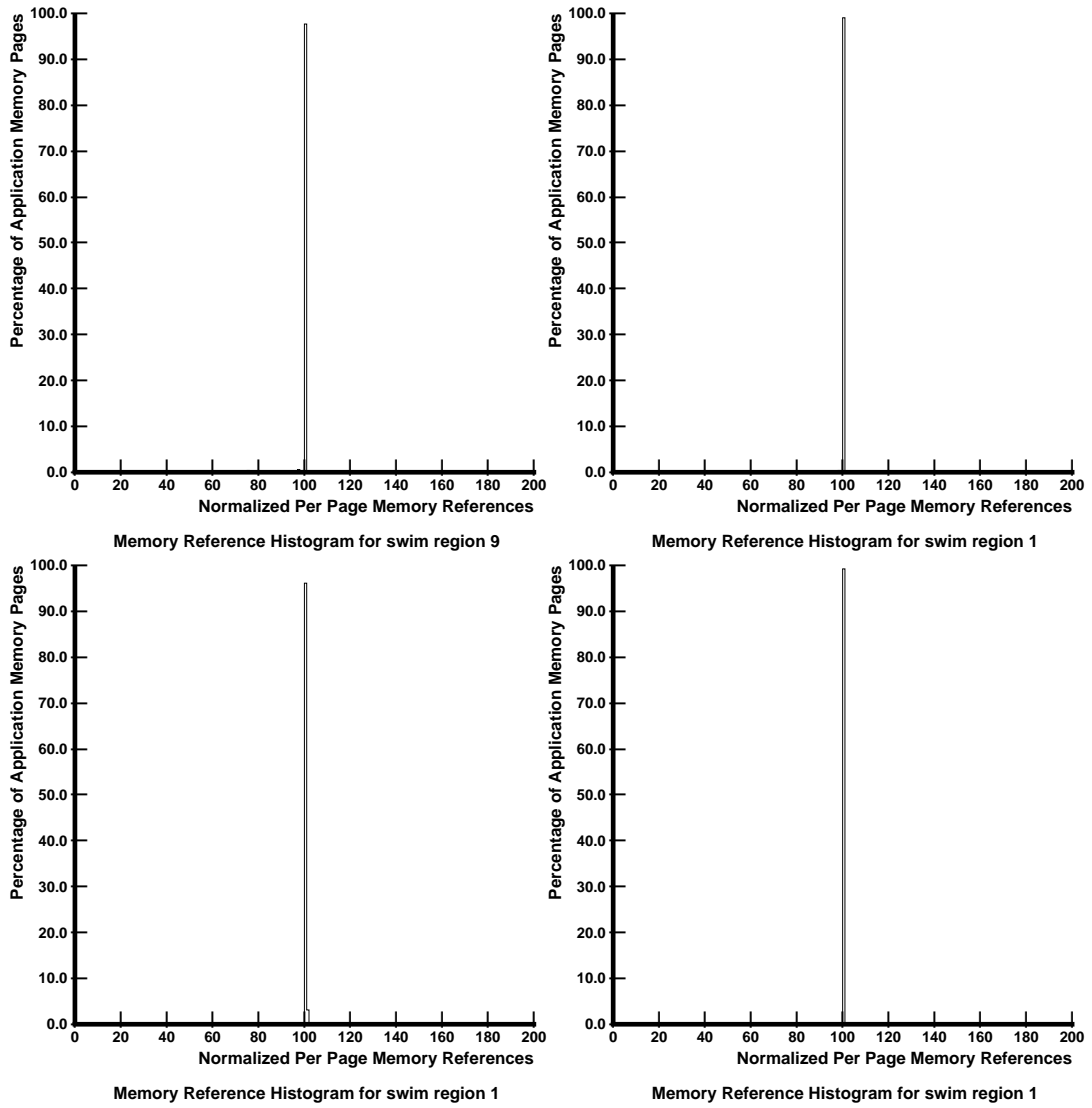 Percentage of Application Memory Pages
100.0
90.0
80.0
70.0
60.0
50.0
40.0
30.0
20.0
10.0
0.0
0 20 40 60 80 100 120 140 160 180 200
Normalized Per Page Memory References
Memory Reference Histogram for swim region 9
Percentage of Application Memory Pages
100.0
90.0
80.0
70.0
60.0
50.0
40.0
30.0
20.0
10.0
0.0
0 20 40 60 80 100 120 140 160 180 200
Normalized Per Page Memory References
Memory Reference Histogram for swim region 1
Percentage of Application Memory Pages
100.0
90.0
80.0
70.0
60.0
50.0
40.0
30.0
20.0
10.0
0.0
0 20 40 60 80 100 120 140 160 180 200
Normalized Per Page Memory References
Memory Reference Histogram for swim region 1
Percentage of Application Memory Pages
100.0
90.0
80.0
70.0
60.0
50.0
40.0
30.0
20.0
10.0
0.0
0 20 40 60 80 100 120 140 160 180 200
Normalized Per Page Memory References
Memory Reference Histogram for swim region 1